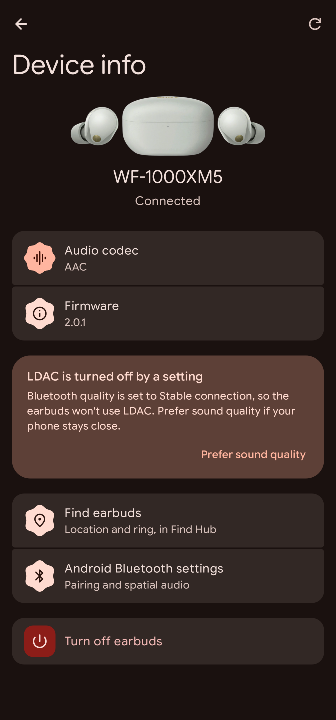 Device info
WF-1000XM5
Connected
Audio codec
AAC
Firmware
2.0.1
LDAC is turned off by a setting
Bluetooth quality is set to Stable connection, so the
earbuds won't use LDAC. Prefer sound quality if your
phone stays close.
Prefer sound quality
Find earbuds
Location and ring, in Find Hub
Android Bluetooth settings
Pairing and spatial audio
Turn off earbuds